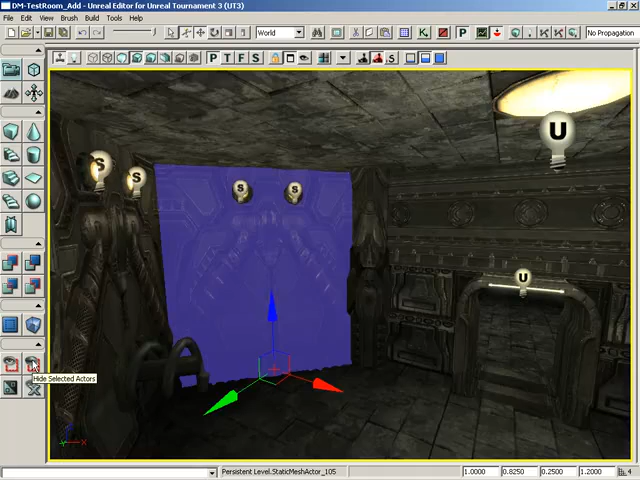 DM-TestRoom_Add - Unreal Editor for Unreal Tournament 3 (UT3)
File Edit View Brush Build Tools Help
World
P
No Propagation
P T F S
S
U
S
S
S
S
U
Hide Selected Actors
Z
X
Persistent Level.StaticMeshActor_105
1.0000 0.8250 0.2500 1.2000 4